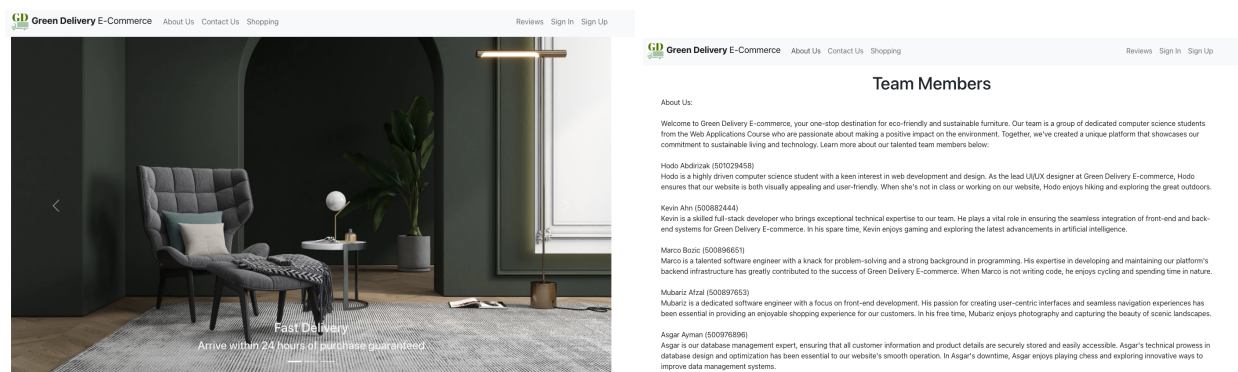 GD Green Delivery E-Commerce About Us Contact Us Shopping Reviews Sign In Sign Up
Fast Delivery
Arrive within 24 hours of purchase guaranteed
GD Green Delivery E-Commerce About Us Contact Us Shopping Reviews Sign In Sign Up
Team Members
About Us:
Welcome to Green Delivery E-commerce, your one-stop destination for eco-friendly and sustainable furniture. Our team is a group of dedicated computer science students
from the Web Applications Course who are passionate about making a positive impact on the environment. Together, we've created a unique platform that showcases our
commitment to sustainable living and technology. Learn more about our talented team members below:
Hodo Abdirizak (501029458)
Hodo is a highly driven computer science student with a keen interest in web development and design. As the lead UI/UX designer at Green Delivery E-commerce, Hodo
ensures that our website is both visually appealing and user-friendly. When she's not in class or working on our website, Hodo enjoys hiking and exploring the great outdoors.
Kevin Ahn (500882444)
Kevin is a skilled full-stack developer who brings exceptional technical expertise to our team. He plays a vital role in ensuring the seamless integration of front-end and back-
end systems for Green Delivery E-commerce. In his spare time, Kevin enjoys gaming and exploring the latest advancements in artificial intelligence.
Marco Bozic (500896651)
Marco is a talented software engineer with a knack for problem-solving and a strong background in programming. His expertise in developing and maintaining our platform's
backend infrastructure has greatly contributed to the success of Green Delivery E-commerce. When Marco is not writing code, he enjoys cycling and spending time in nature.
Mubariz Afzal (500897653)
Mubariz is a dedicated software engineer with a focus on front-end development. His passion for creating user-centric interfaces and seamless navigation experiences has
been essential in providing an enjoyable shopping experience for our customers. In his free time, Mubariz enjoys photography and capturing the beauty of scenic landscapes.
Asgar Ayman (500976896)
Asgar is our database management expert, ensuring that all customer information and product details are securely stored and easily accessible. Asgar's technical prowess in
database design and optimization has been essential to our website's smooth operation. In Asgar's downtime, Asgar enjoys playing chess and exploring innovative ways to
improve data management systems.